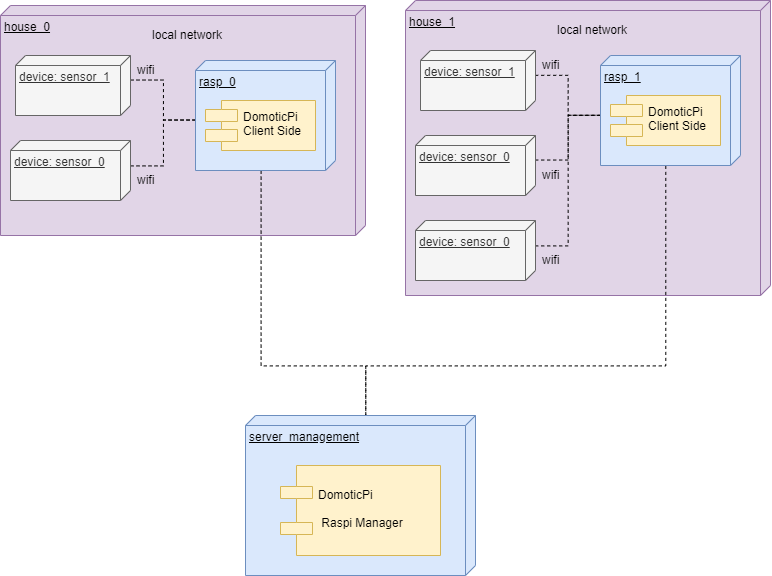 house_0
local network
device: sensor_1
wifi
rasp_0
DomoticPi
Client Side
device: sensor_0
wifi
house_1
local network
device: sensor_1
wifi
rasp_1
DomoticPi
Client Side
device: sensor_0
wifi
device: sensor_0
wifi
server_management
DomoticPi
Raspi Manager